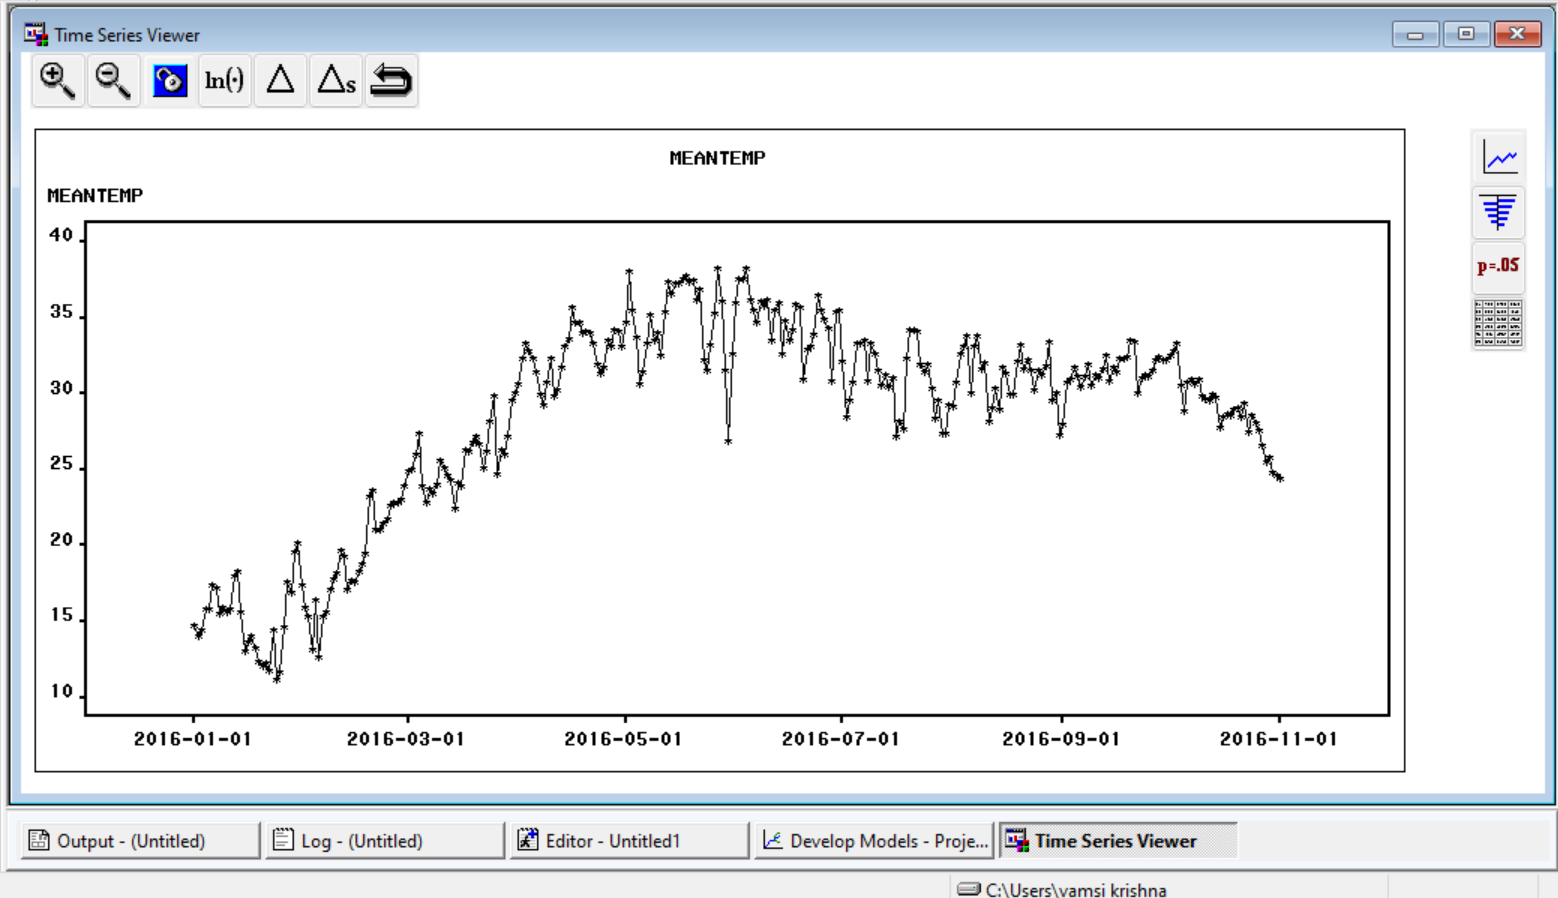 Time Series Viewer
ln(·) Δ Δs
MEANTEMP
MEANTEMP
p=.05
40
35
30
25
20
15
10
2016-01-01 2016-03-01 2016-05-01 2016-07-01 2016-09-01 2016-11-01
Output - (Untitled) Log - (Untitled) Editor - Untitled1 Develop Models - Proje... Time Series Viewer
C:\Users\vamsi krishna